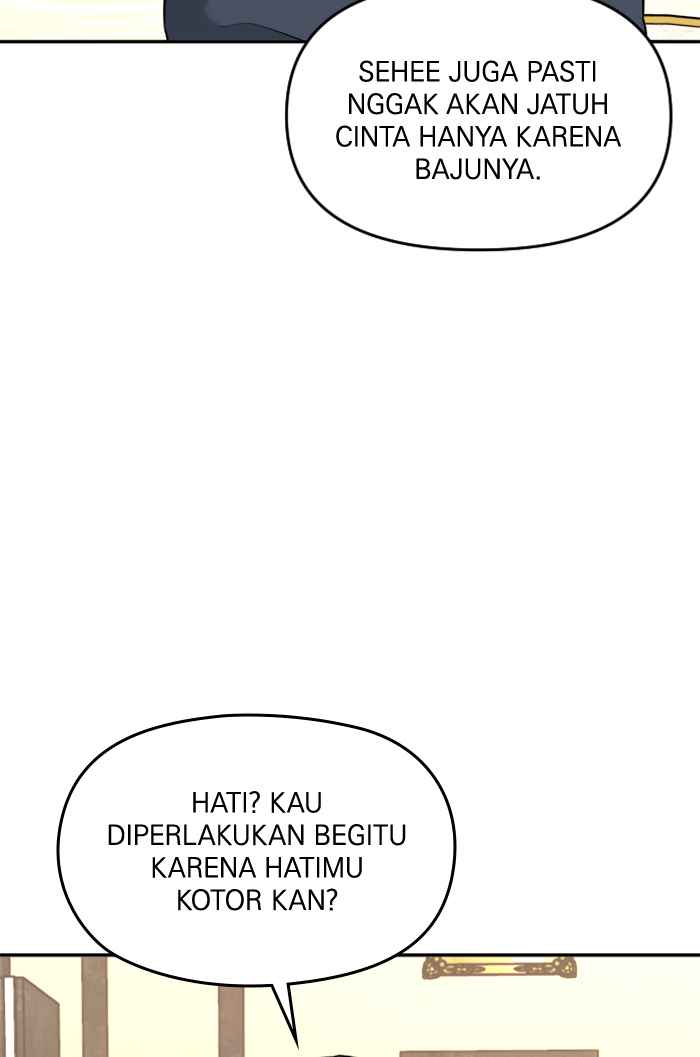 SEHEE JUGA PASTI
NGGAK AKAN JATUH
CINTA HANYA KARENA
BAJUNYA.
HATI? KAU
DIPERLAKUKAN BEGITU
KARENA HATIMU
KOTOR KAN?